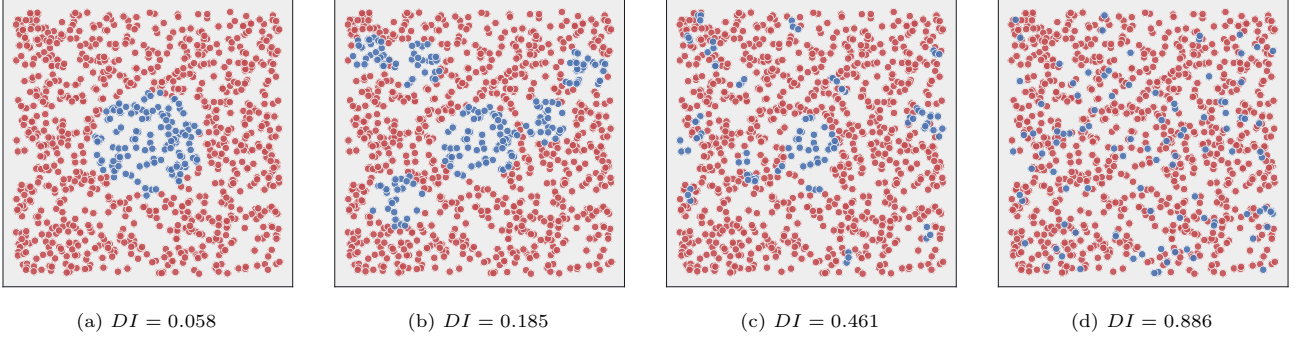 (a) DI = 0.058
(b) DI = 0.185
(c) DI = 0.461
(d) DI = 0.886